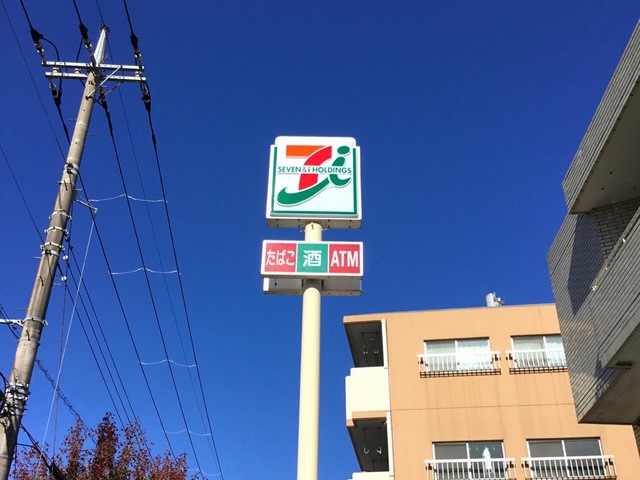 7i
SEVEN & i HOLDINGS
たばこ 酒 ATM